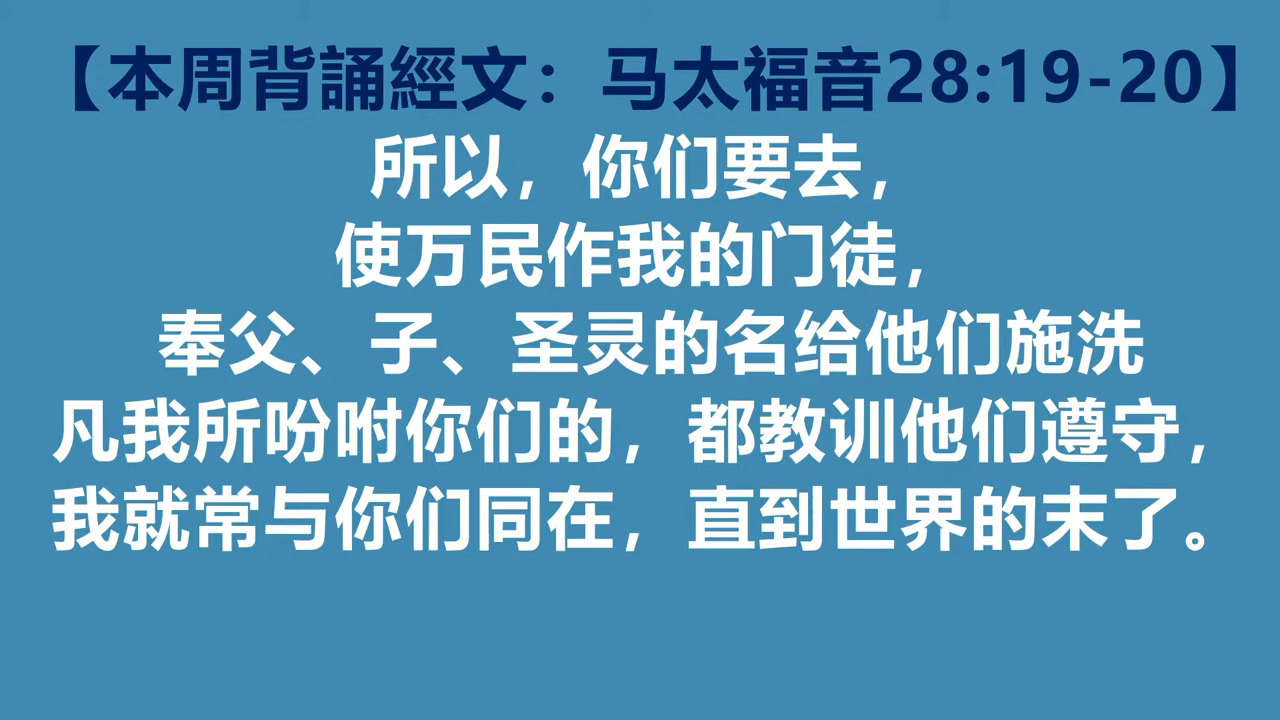 【本周背誦經文：马太福音28:19-20】
所以，你们要去，
使万民作我的门徒，
奉父、子、圣灵的名给他们施洗
凡我所吩咐你们的，都教训他们遵守，
我就常与你们同在，直到世界的末了。